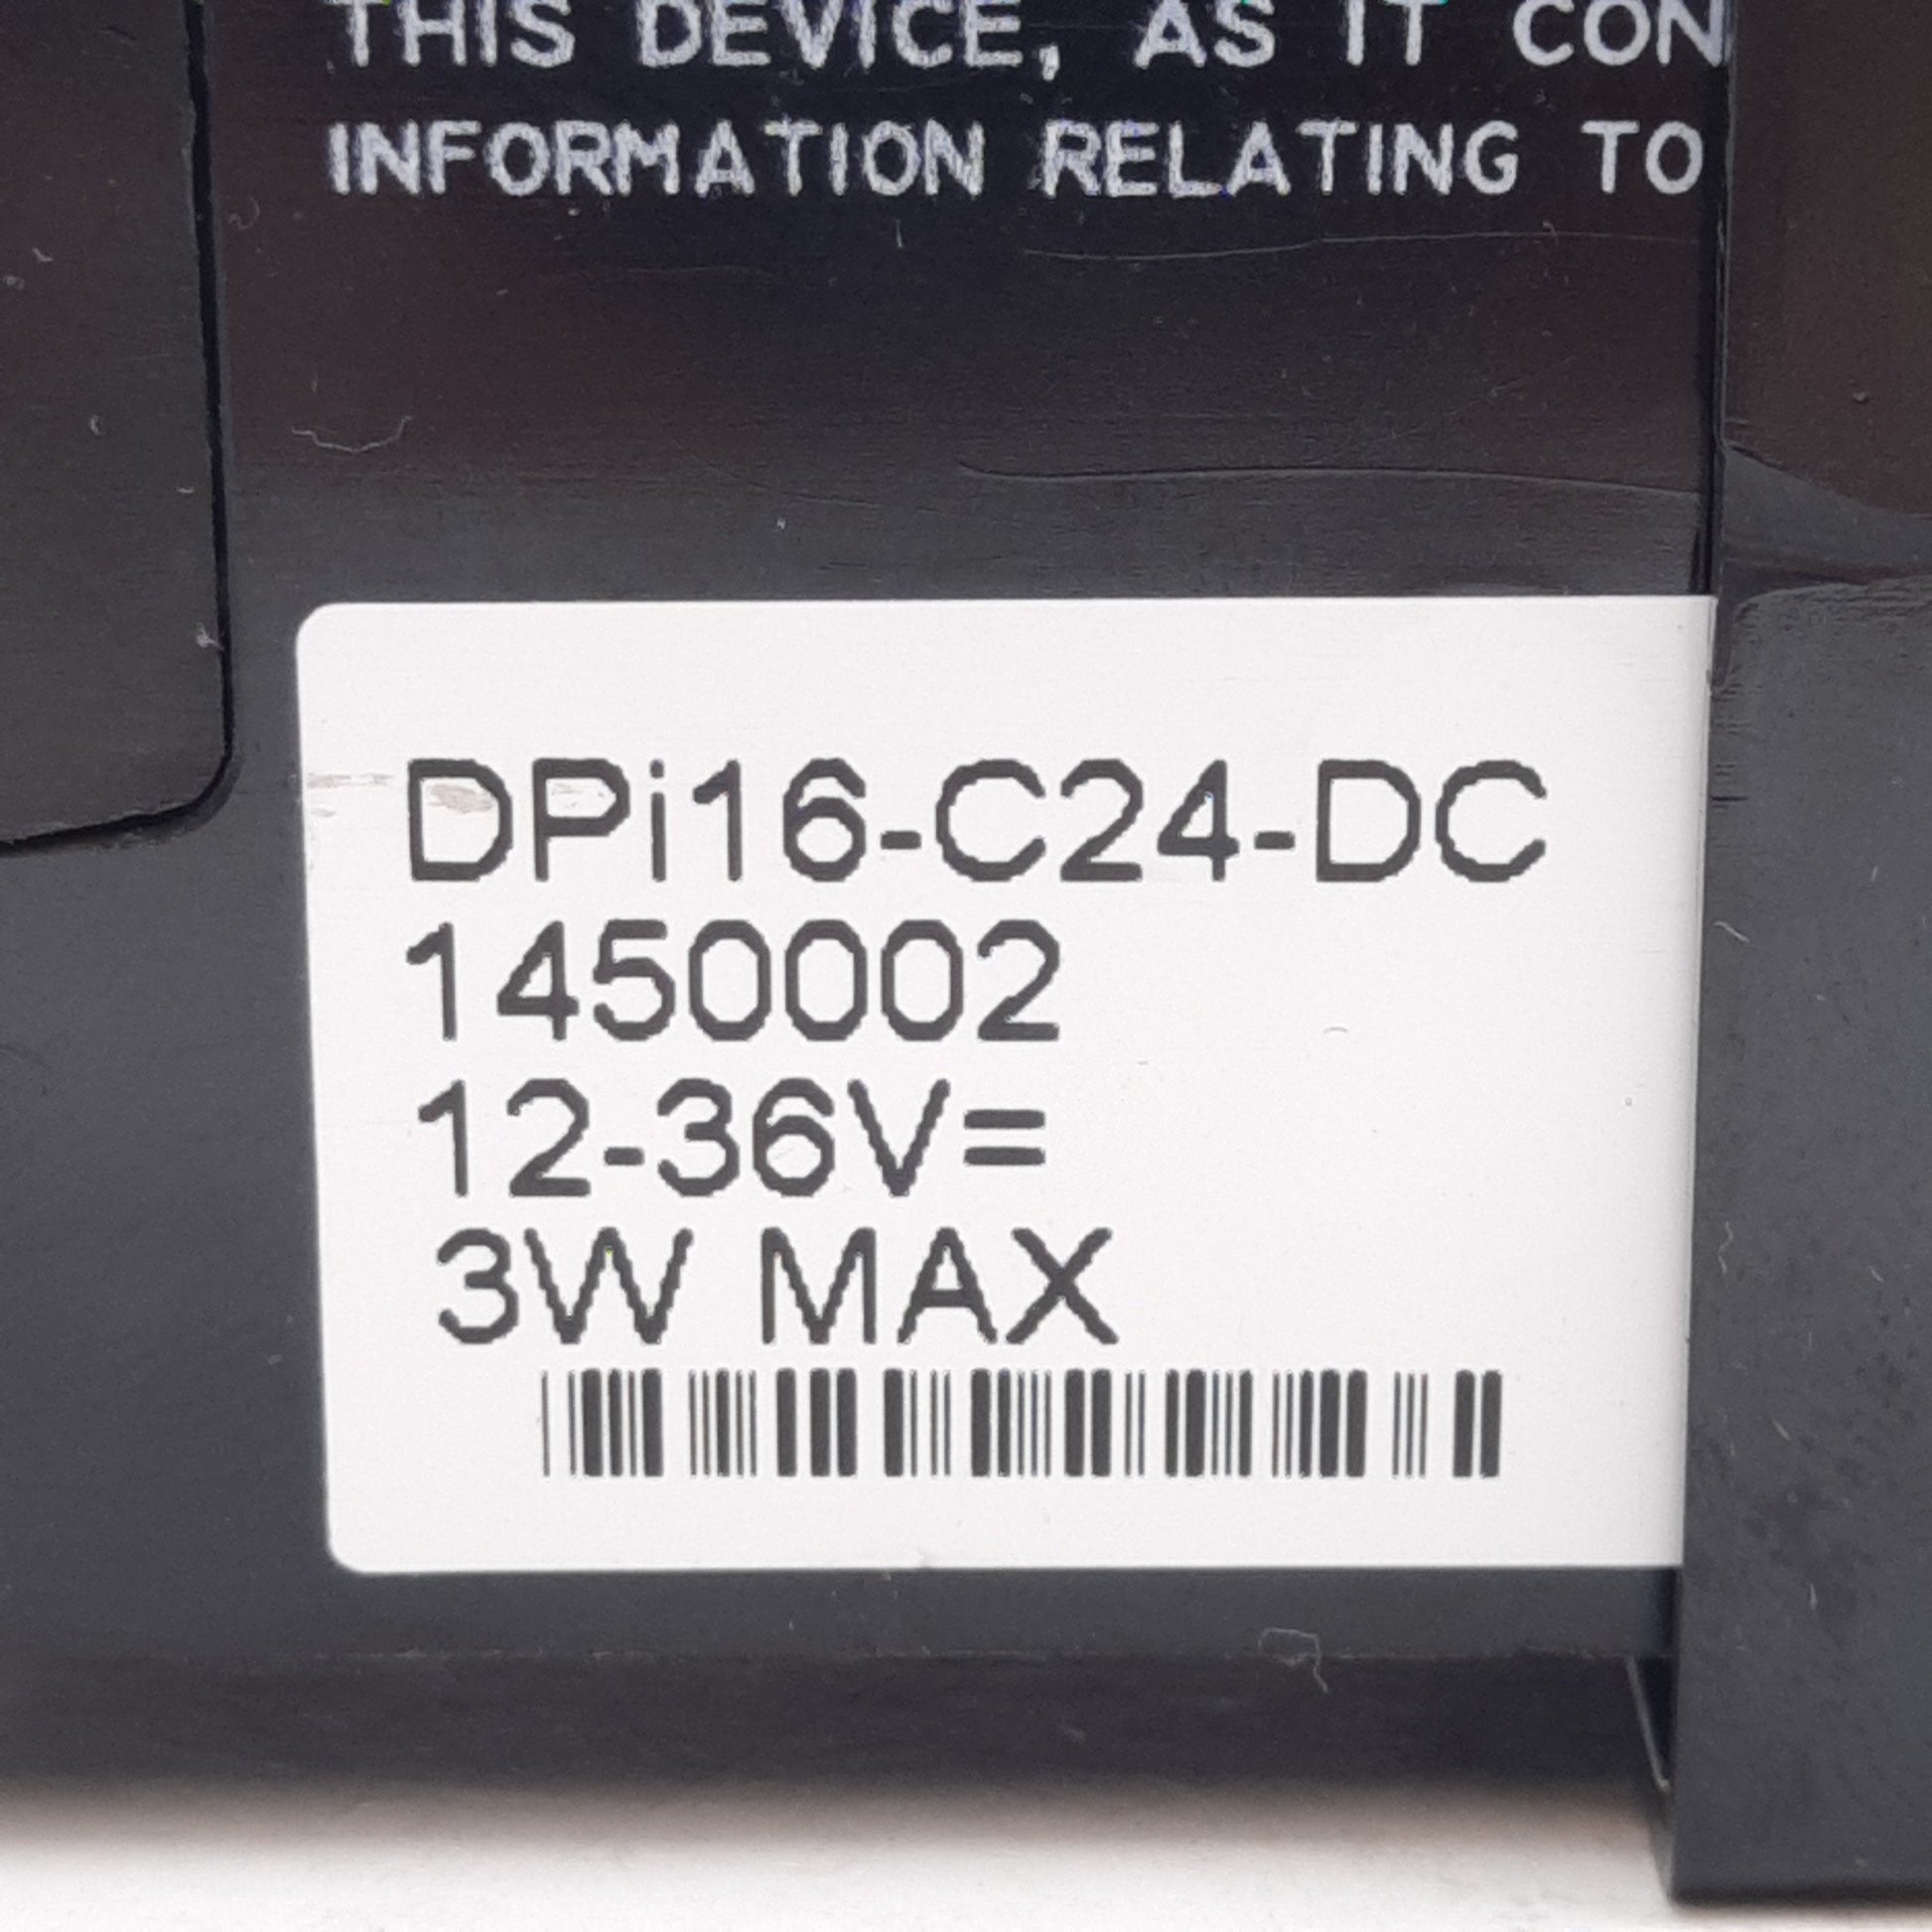 THIS DEVICE, AS IT CON
INFORMATION RELATING TO
DPi16-C24-DC
1450002
12-36V=
3W MAX